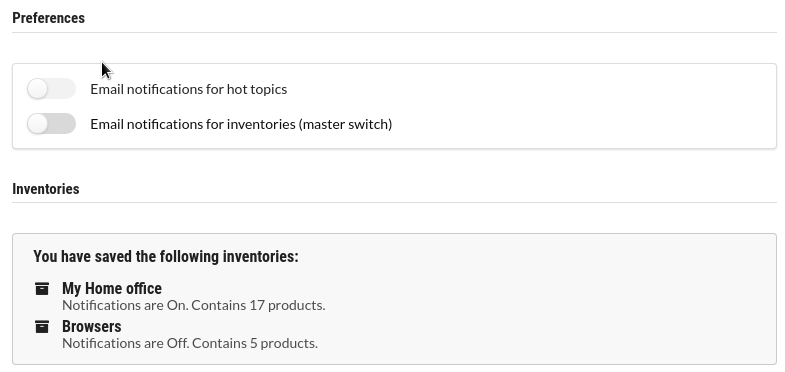 Preferences
Email notifications for hot topics
Email notifications for inventories (master switch)
Inventories
You have saved the following inventories:
My Home office
Notifications are On. Contains 17 products.
Browsers
Notifications are Off. Contains 5 products.